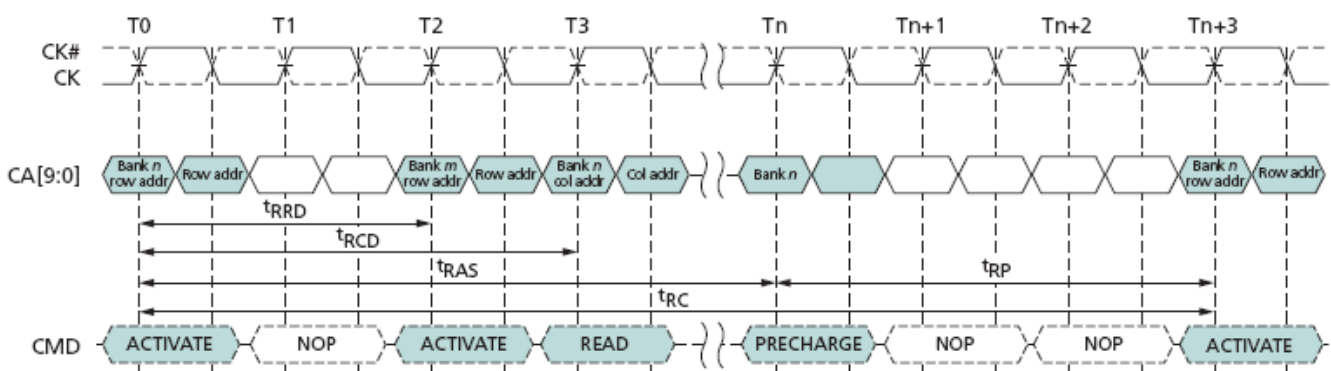 T0 T1 T2 T3 Tn Tn+1 Tn+2 Tn+3
CK#
CK
CA[9:0] Bank n row addr Row addr Bank m row addr Row addr Bank n col addr Col addr Bank n Bank n row addr Row addr
tRRD
tRCD
tRAS tRP
tRC
CMD ACTIVATE NOP ACTIVATE READ PRECHARGE NOP NOP ACTIVATE